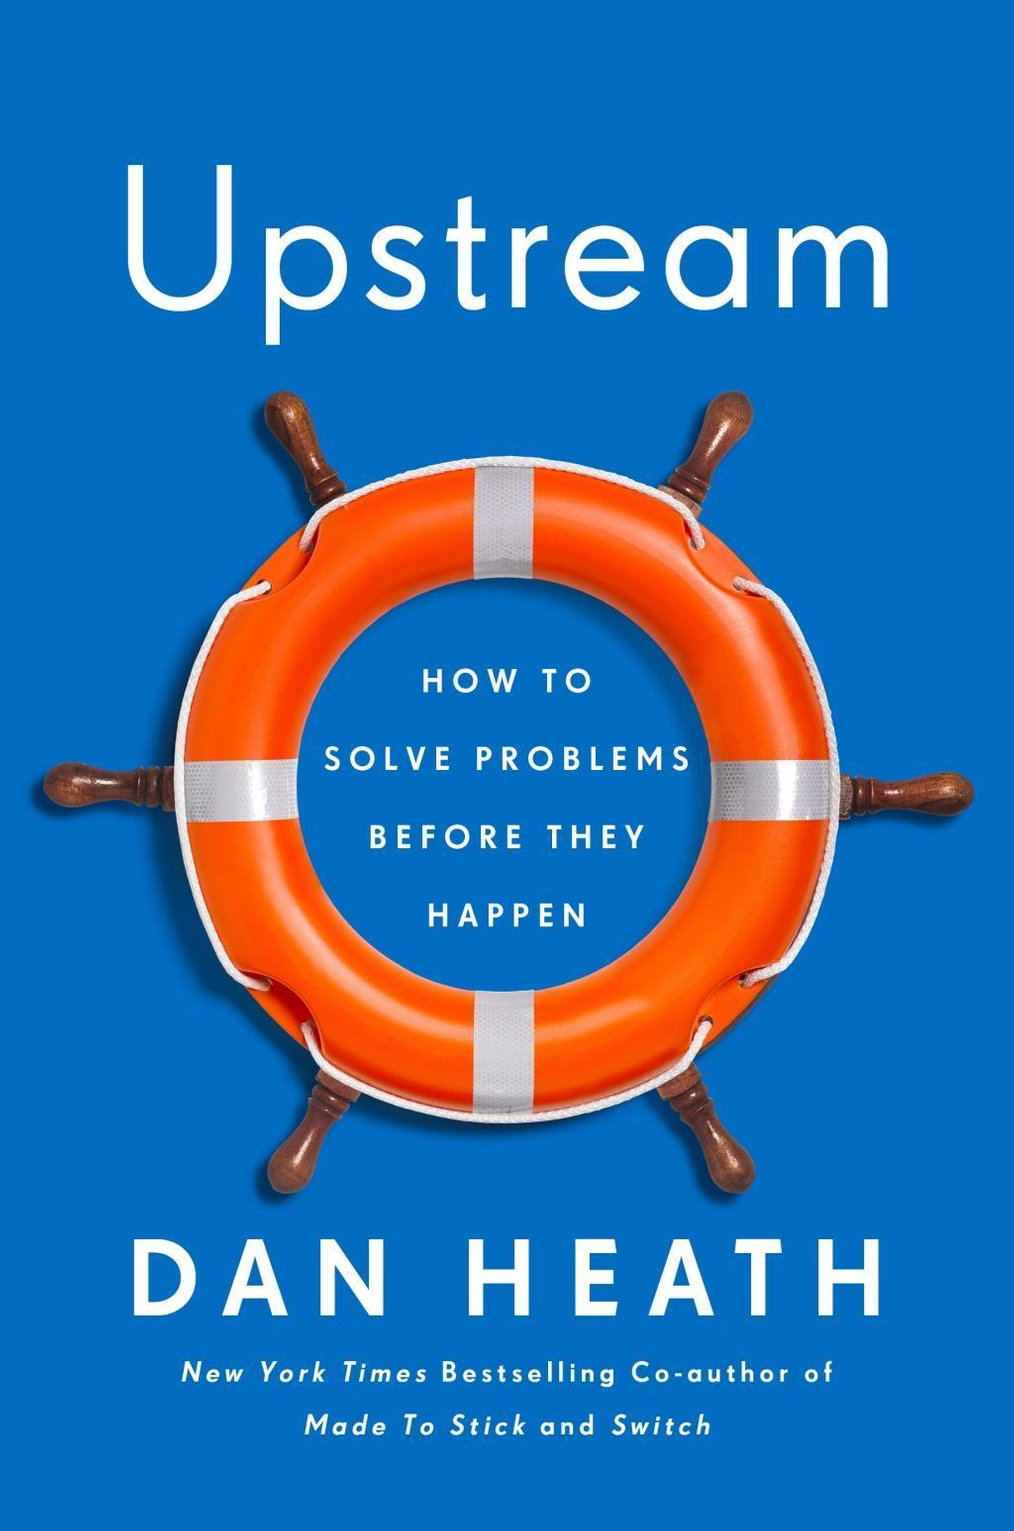 Upstream
HOW TO
SOLVE PROBLEMS
BEFORE THEY
HAPPEN
DAN HEATH
New York Times Bestselling Co-author of
Made To Stick and Switch